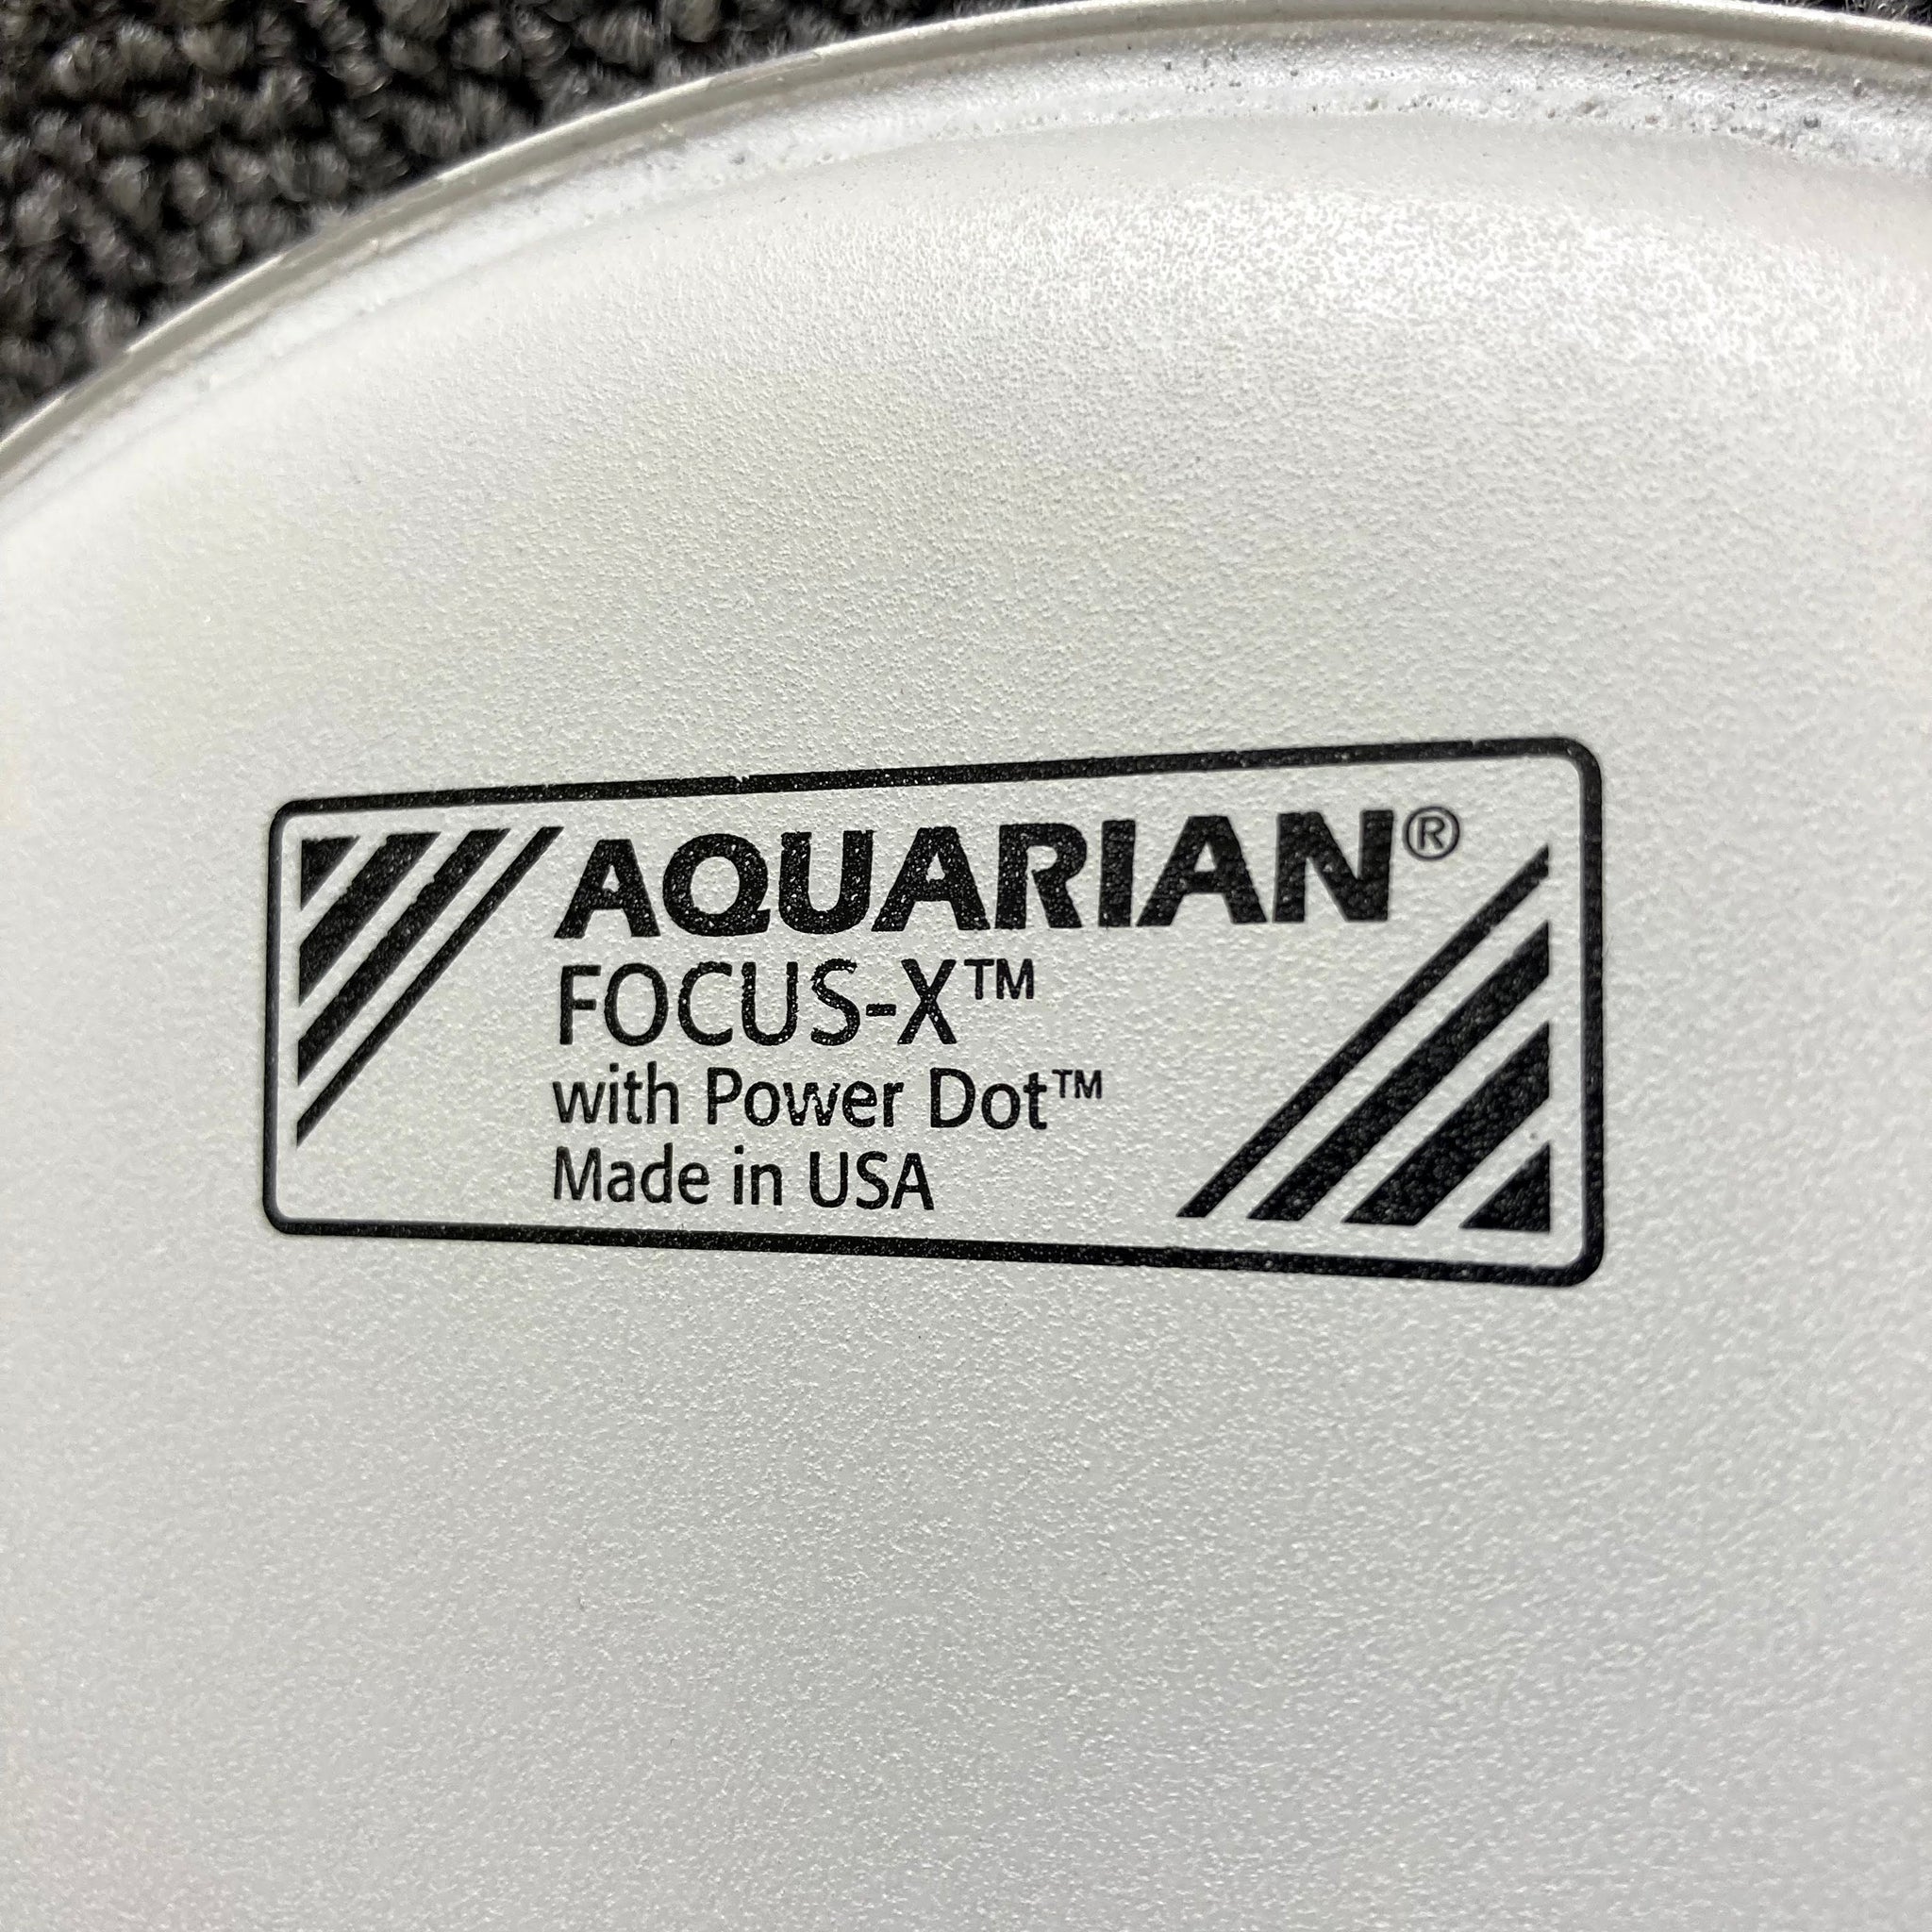 AQUARIAN®
FOCUS-X™
with Power Dot™
Made in USA